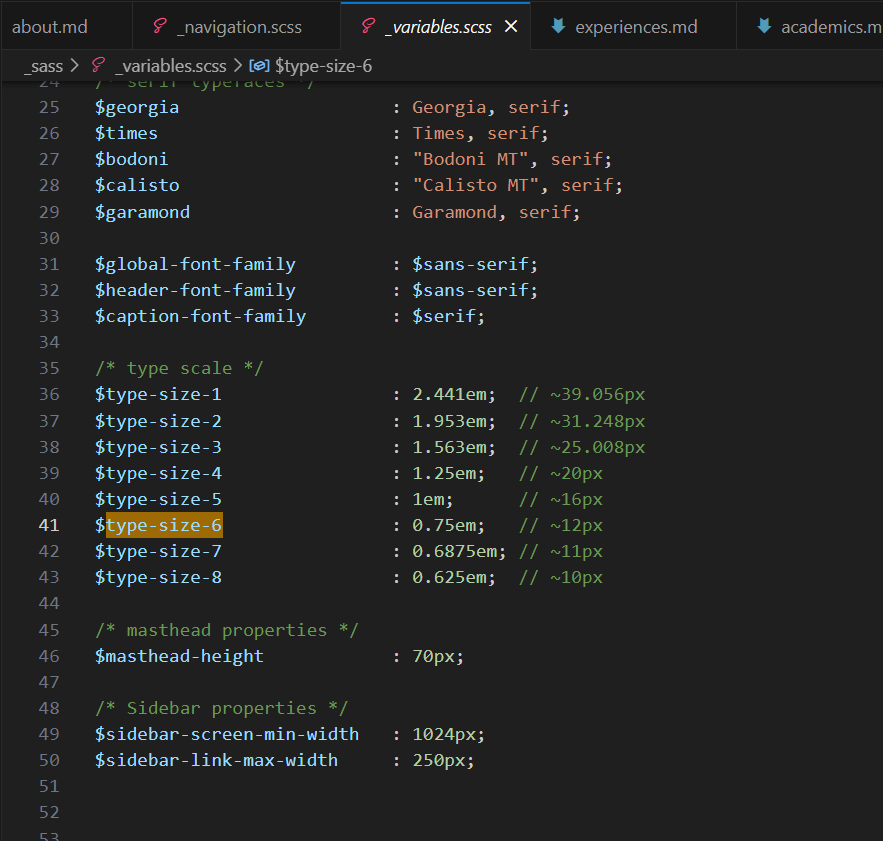 about.md _navigation.scss _variables.scss × experiences.md academics.m
_sass > _variables.scss > $type-size-6
24 /* serif typefaces */
25 $georgia : Georgia, serif;
26 $times : Times, serif;
27 $bodoni : "Bodoni MT", serif;
28 $calisto : "Calisto MT", serif;
29 $garamond : Garamond, serif;
30
31 $global-font-family : $sans-serif;
32 $header-font-family : $sans-serif;
33 $caption-font-family : $serif;
34
35 /* type scale */
36 $type-size-1 : 2.441em; // ~39.056px
37 $type-size-2 : 1.953em; // ~31.248px
38 $type-size-3 : 1.563em; // ~25.008px
39 $type-size-4 : 1.25em; // ~20px
40 $type-size-5 : 1em; // ~16px
41 $type-size-6 : 0.75em; // ~12px
42 $type-size-7 : 0.6875em; // ~11px
43 $type-size-8 : 0.625em; // ~10px
44
45 /* masthead properties */
46 $masthead-height : 70px;
47
48 /* Sidebar properties */
49 $sidebar-screen-min-width : 1024px;
50 $sidebar-link-max-width : 250px;
51
52
53